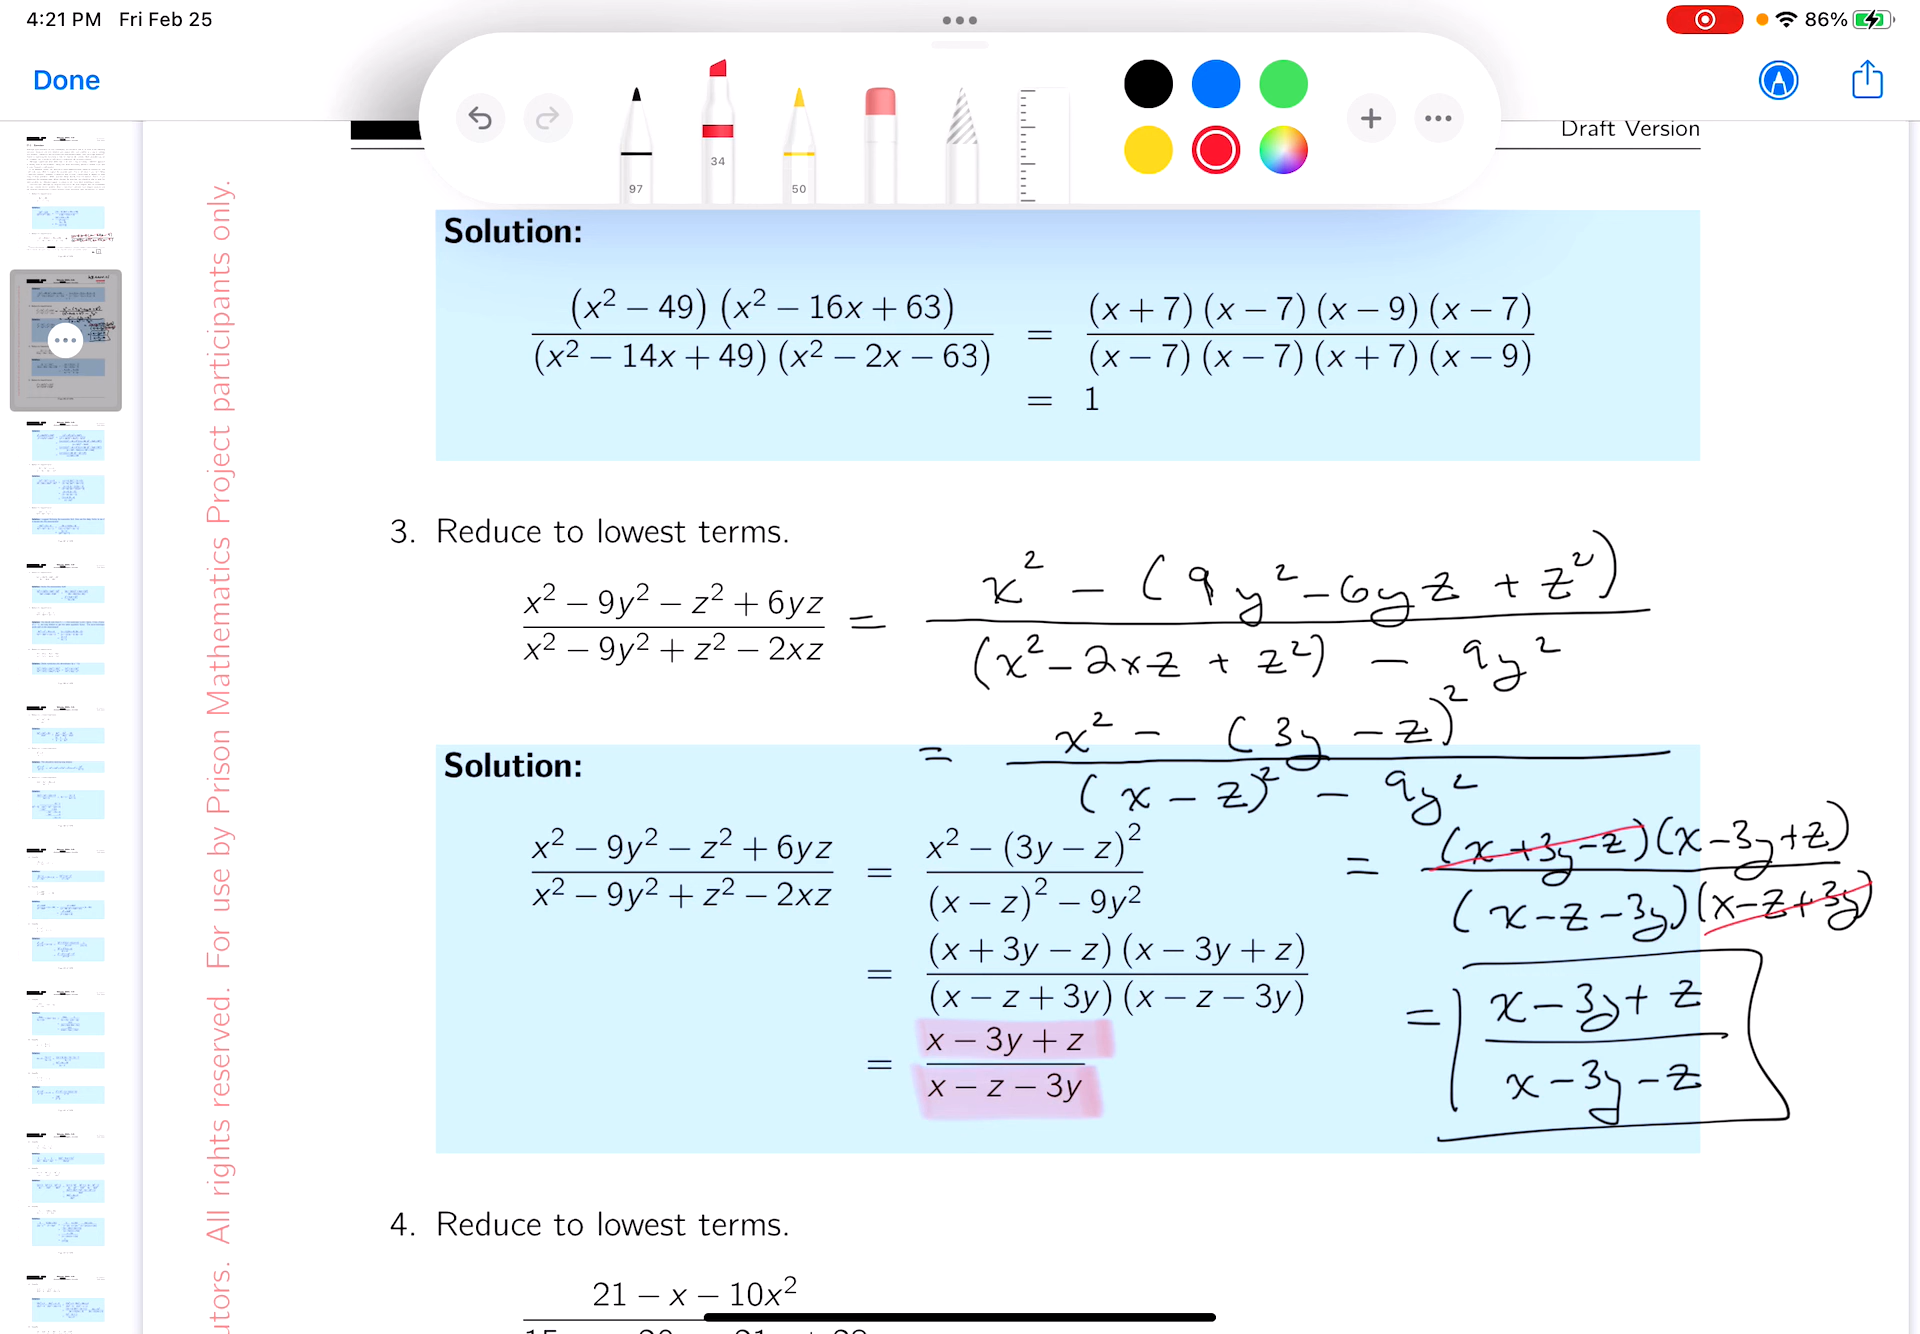 4:21 PM Fri Feb 25
86%
Done
97
34
50
Draft Version
Solution:
(x² − 49) (x² − 16x + 63) / (x² − 14x + 49) (x² − 2x − 63) = (x + 7) (x − 7) (x − 9) (x − 7) / (x − 7) (x − 7) (x + 7) (x − 9)
= 1
3. Reduce to lowest terms.
x² − 9y² − z² + 6yz / x² − 9y² + z² − 2xz = x² − (9y² − 6yz + z²) / (x² − 2xz + z²) − 9y²
= x² − (3y − z)² / (x − z)² − 9y²
Solution:
x² − 9y² − z² + 6yz / x² − 9y² + z² − 2xz = x² − (3y − z)² / (x − z)² − 9y²
= (x + 3y − z) (x − 3y + z) / (x − z + 3y) (x − z − 3y)
= x − 3y + z / x − z − 3y
= (x + 3y − z)(x − 3y + z) / (x − z − 3y)(x − z + 3y)
= x − 3y + z / x − 3y − z
4. Reduce to lowest terms.
21 − x − 10x²
utors. All rights reserved. For use by Prison Mathematics Project participants only.